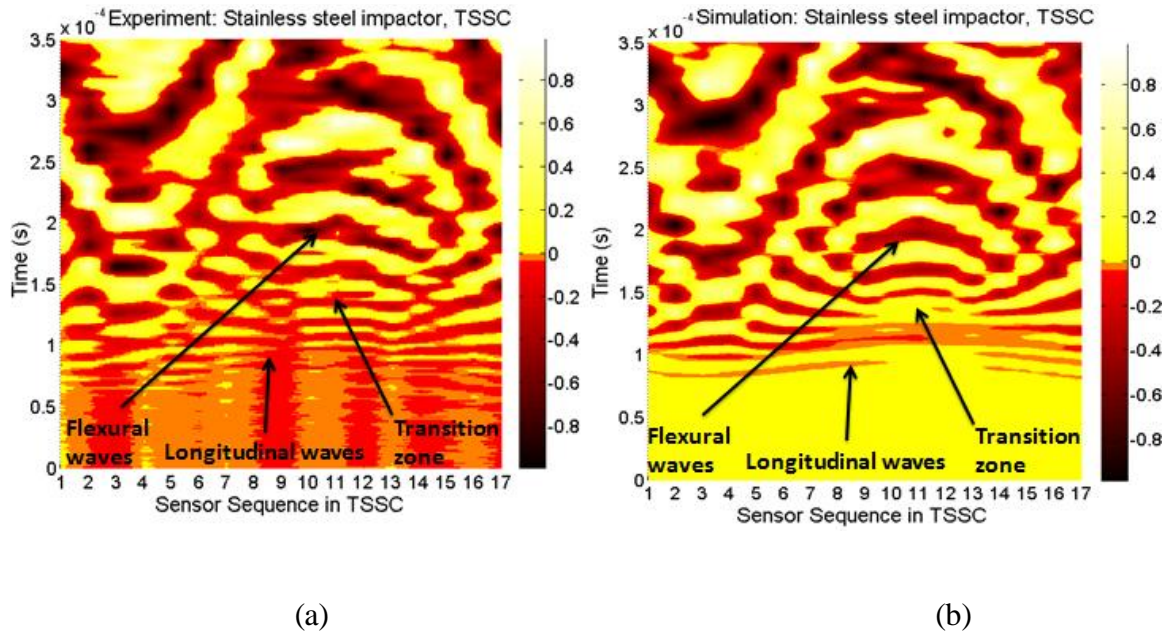 x 10⁻⁴ Experiment: Stainless steel impactor, TSSC
3.5
3
2.5
2
1.5
1
0.5
0
Time (s)
Flexural waves
Longitudinal waves
Transition zone
1 2 3 4 5 6 7 8 9 10 11 12 13 14 15 16 17
Sensor Sequence in TSSC
0.8
0.6
0.4
0.2
0
-0.2
-0.4
-0.6
-0.8
(a)
x 10⁻⁴ Simulation: Stainless steel impactor, TSSC
3.5
3
2.5
2
1.5
1
0.5
0
Time (s)
Flexural waves
Longitudinal waves
Transition zone
1 2 3 4 5 6 7 8 9 10 11 12 13 14 15 16 17
Sensor Sequence in TSSC
0.8
0.6
0.4
0.2
0
-0.2
-0.4
-0.6
-0.8
(b)